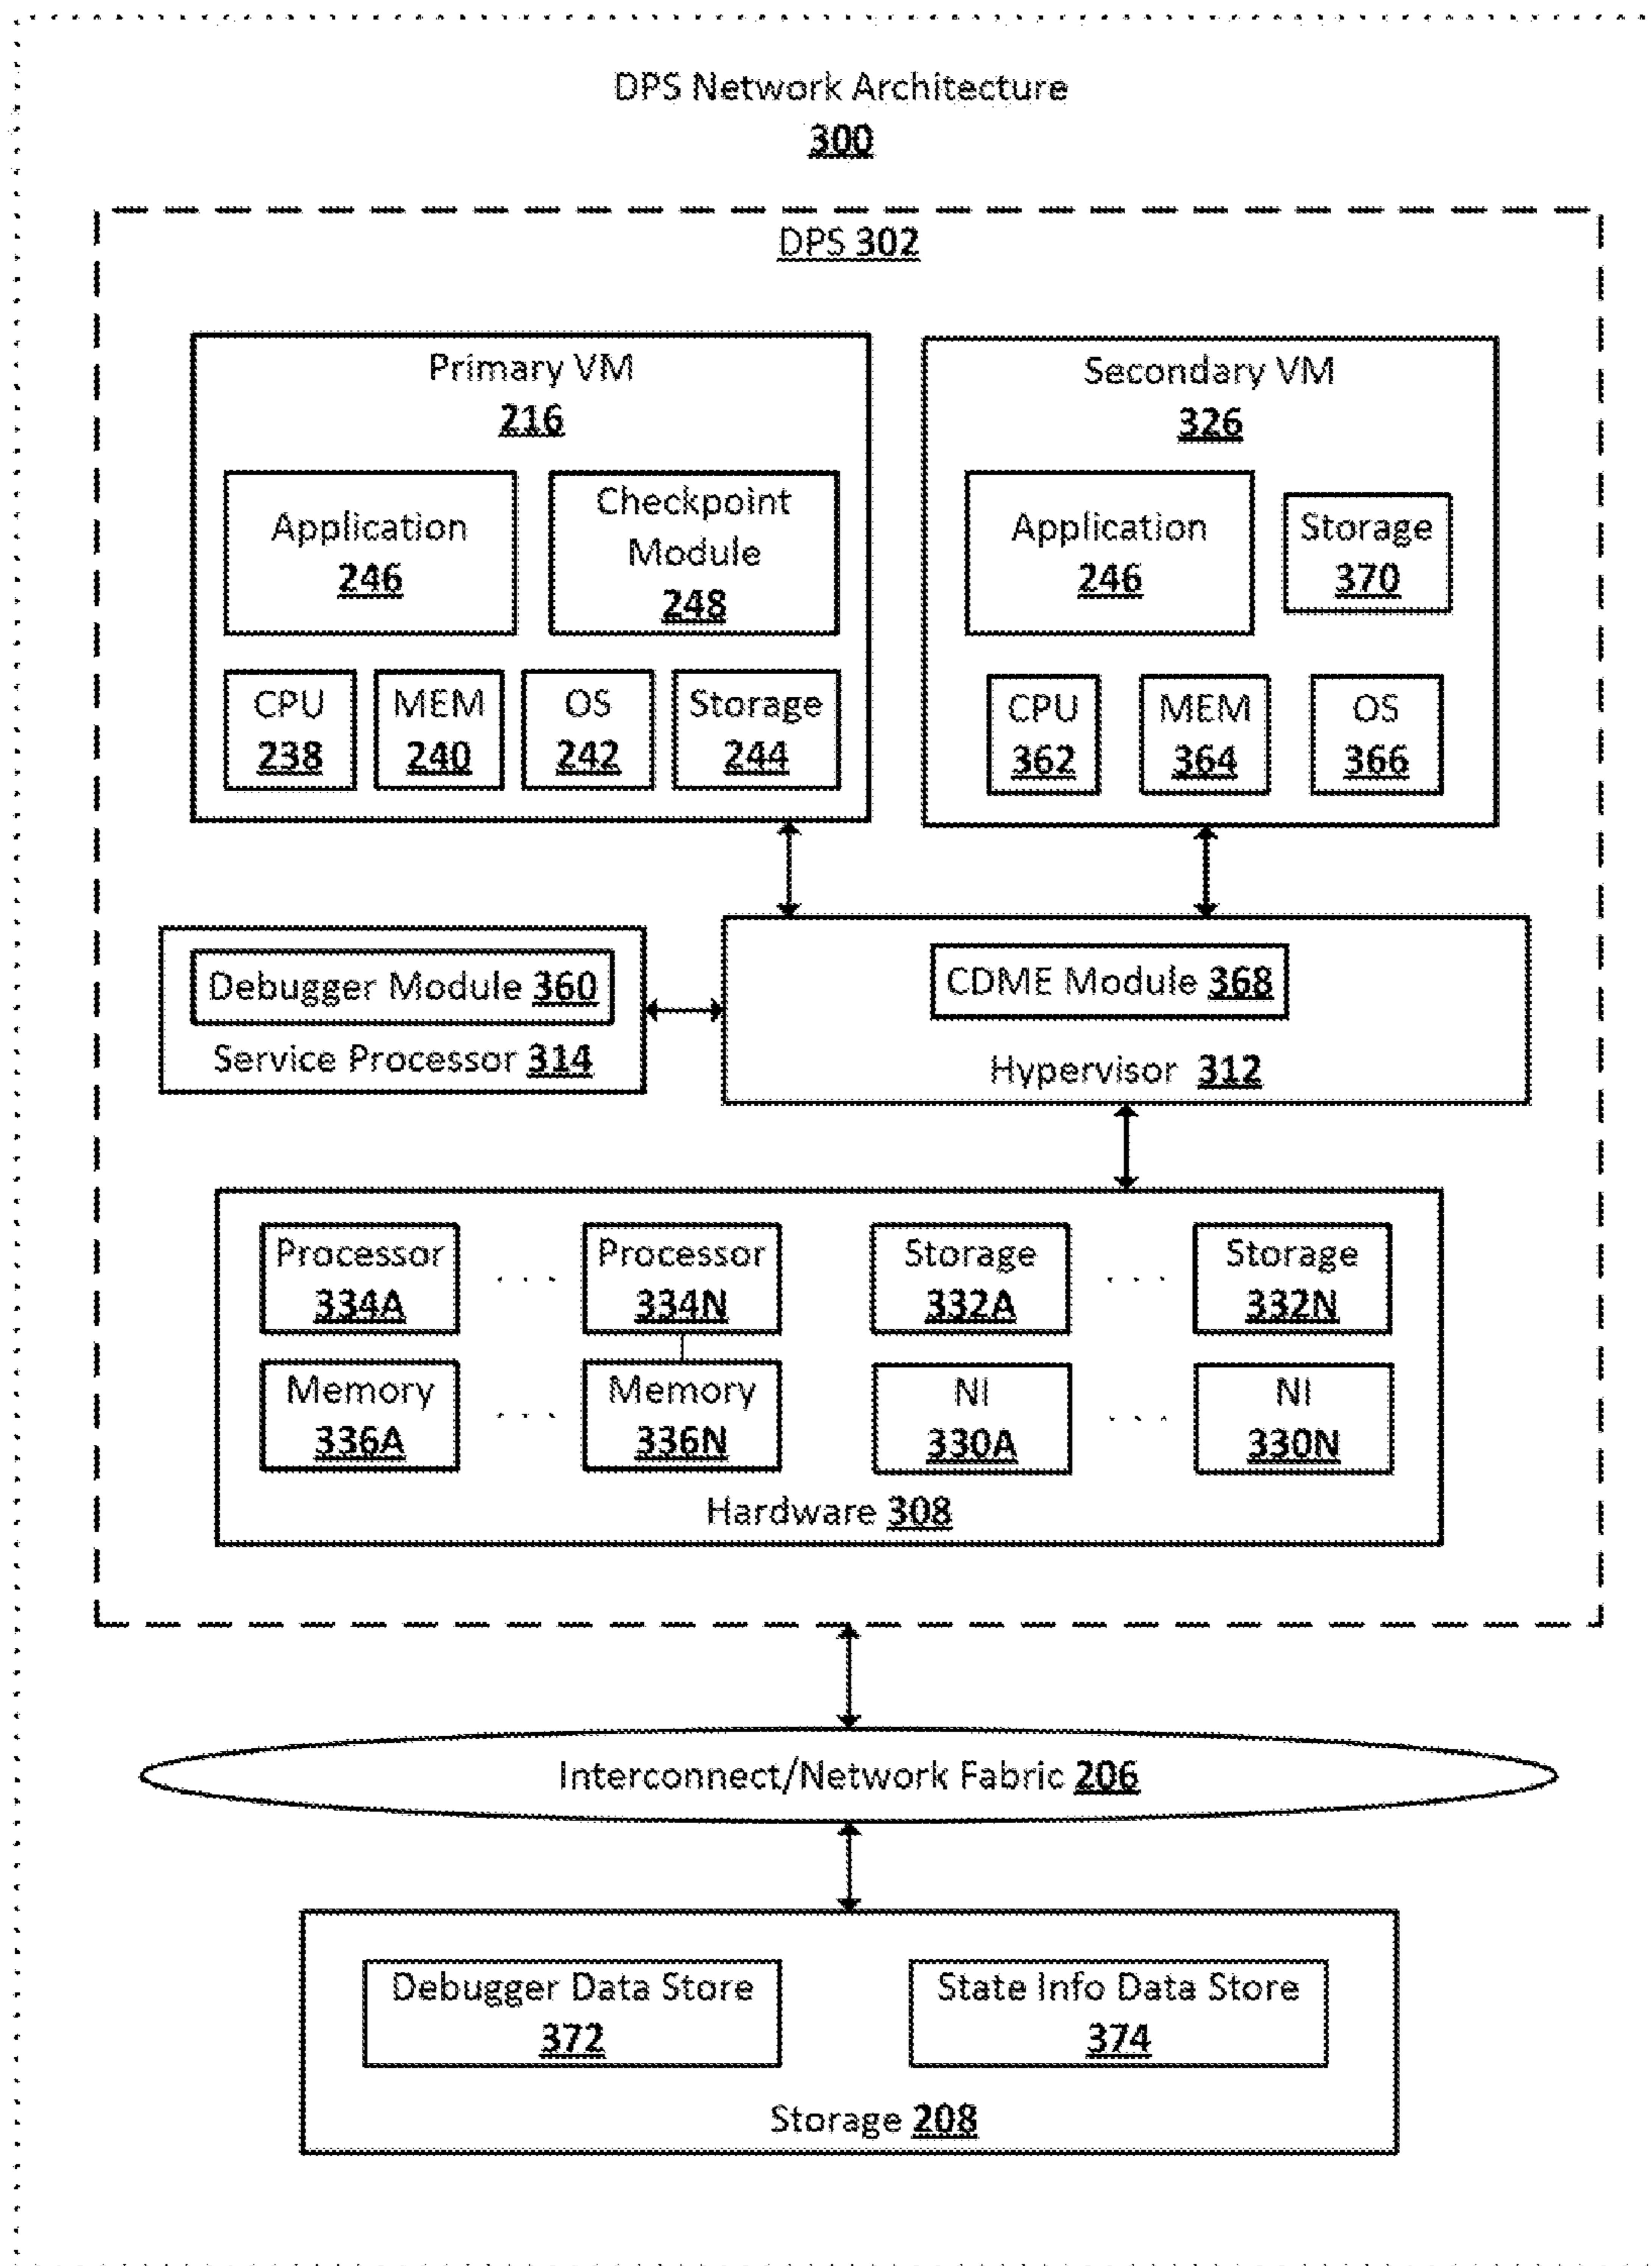 DPS Network Architecture
300
DPS 302
Primary VM
216
Application
246
Checkpoint
Module
248
CPU
238
MEM
240
OS
242
Storage
244
Secondary VM
326
Application
246
Storage
370
CPU
362
MEM
364
OS
366
Debugger Module 360
Service Processor 314
CDME Module 368
Hypervisor 312
Processor
334A
. . .
Processor
334N
Storage
332A
. . .
Storage
332N
Memory
336A
. . .
Memory
336N
NI
330A
. . .
NI
330N
Hardware 308
Interconnect/Network Fabric 206
Debugger Data Store
372
State Info Data Store
374
Storage 208